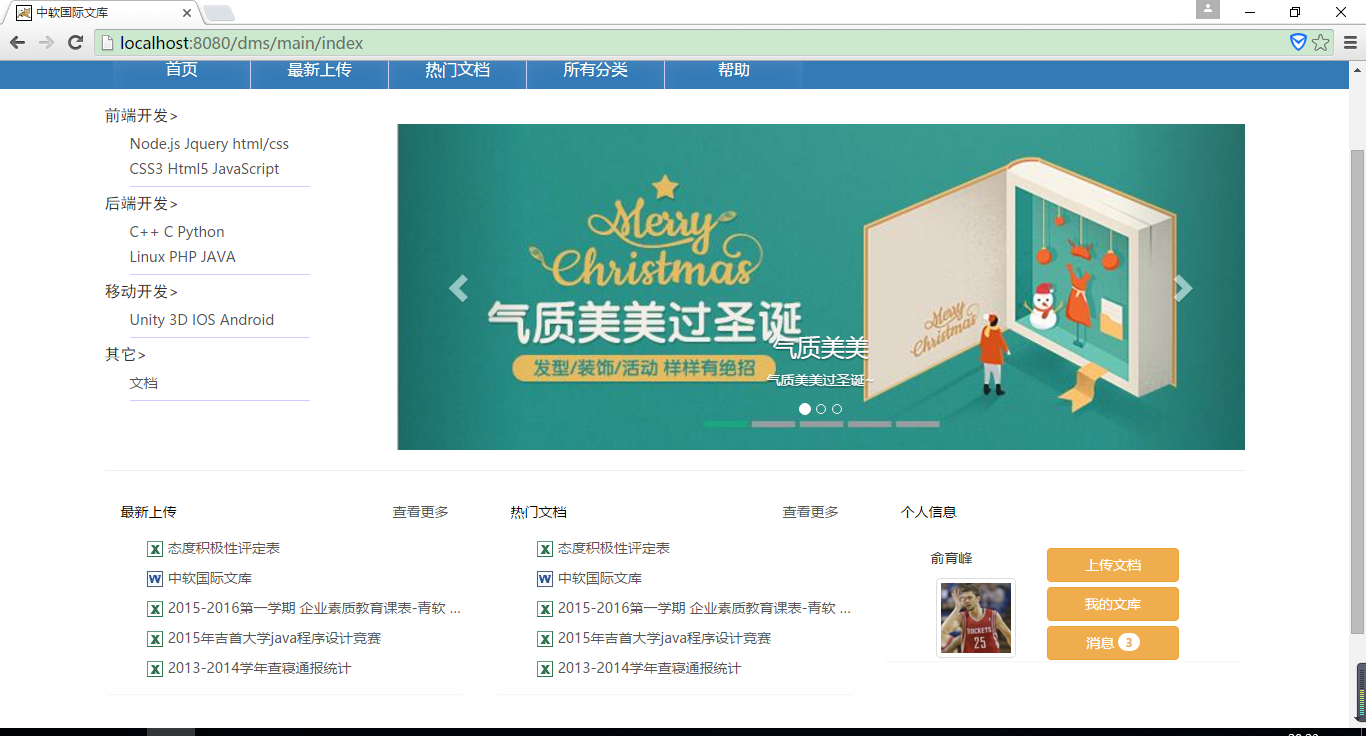 中软国际文库
localhost:8080/dms/main/index
首页 最新上传 热门文档 所有分类 帮助
前端开发>
Node.js Jquery html/css
CSS3 Html5 JavaScript
后端开发>
C++ C Python
Linux PHP JAVA
移动开发>
Unity 3D IOS Android
其它>
文档
Merry
Christmas
气质美美过圣诞
发型/装饰/活动 样样有绝招
Merry
Christmas
气质美美
气质美美过圣诞~
最新上传 查看更多
态度积极性评定表
中软国际文库
2015-2016第一学期 企业素质教育课表-青软 ...
2015年吉首大学java程序设计竞赛
2013-2014学年查寝通报统计
热门文档 查看更多
态度积极性评定表
中软国际文库
2015-2016第一学期 企业素质教育课表-青软 ...
2015年吉首大学java程序设计竞赛
2013-2014学年查寝通报统计
个人信息
俞育峰
ROCKETS
25
上传文档
我的文库
消息 3